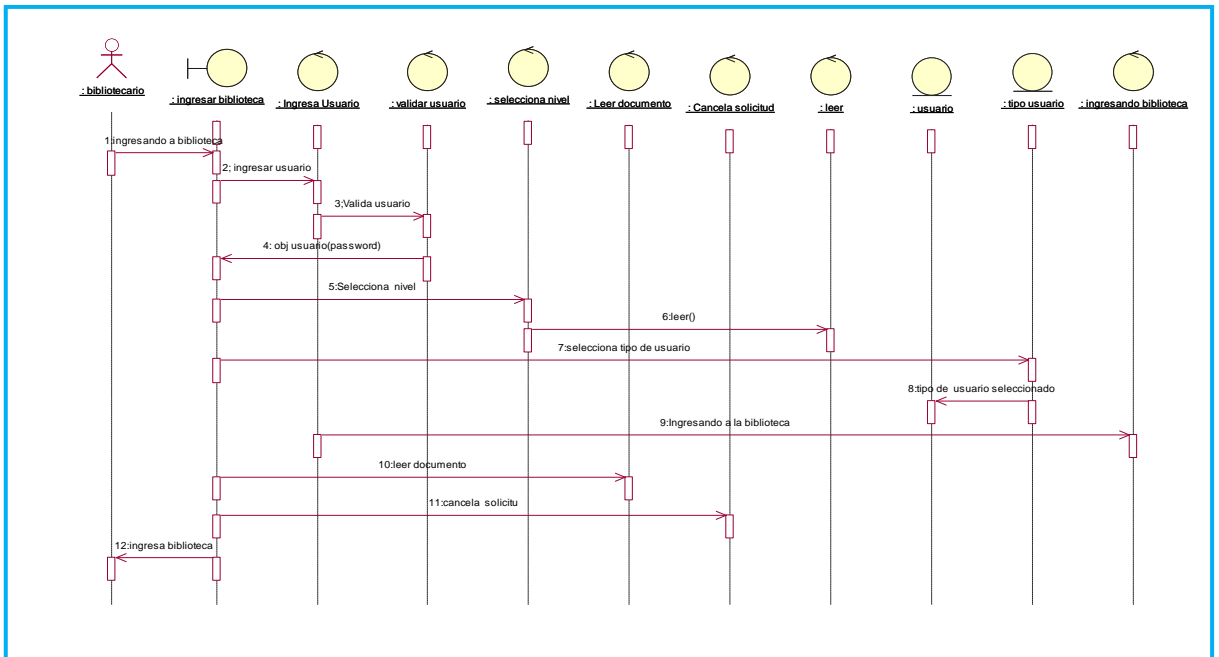 : bibliotecario
: ingresar biblioteca
: Ingresa Usuario
: validar usuario
: selecciona nivel
: Leer documento
: Cancela solicitud
: leer
: usuario
: tipo usuario
: ingresando biblioteca
1:ingresando a biblioteca
2; ingresar usuario
3;Valida usuario
4: obj usuario(password)
5:Selecciona nivel
6:leer()
7:selecciona tipo de usuario
8:tipo de usuario seleccionado
9:Ingresando a la biblioteca
10:leer documento
11:cancela solicitu
12:ingresa biblioteca